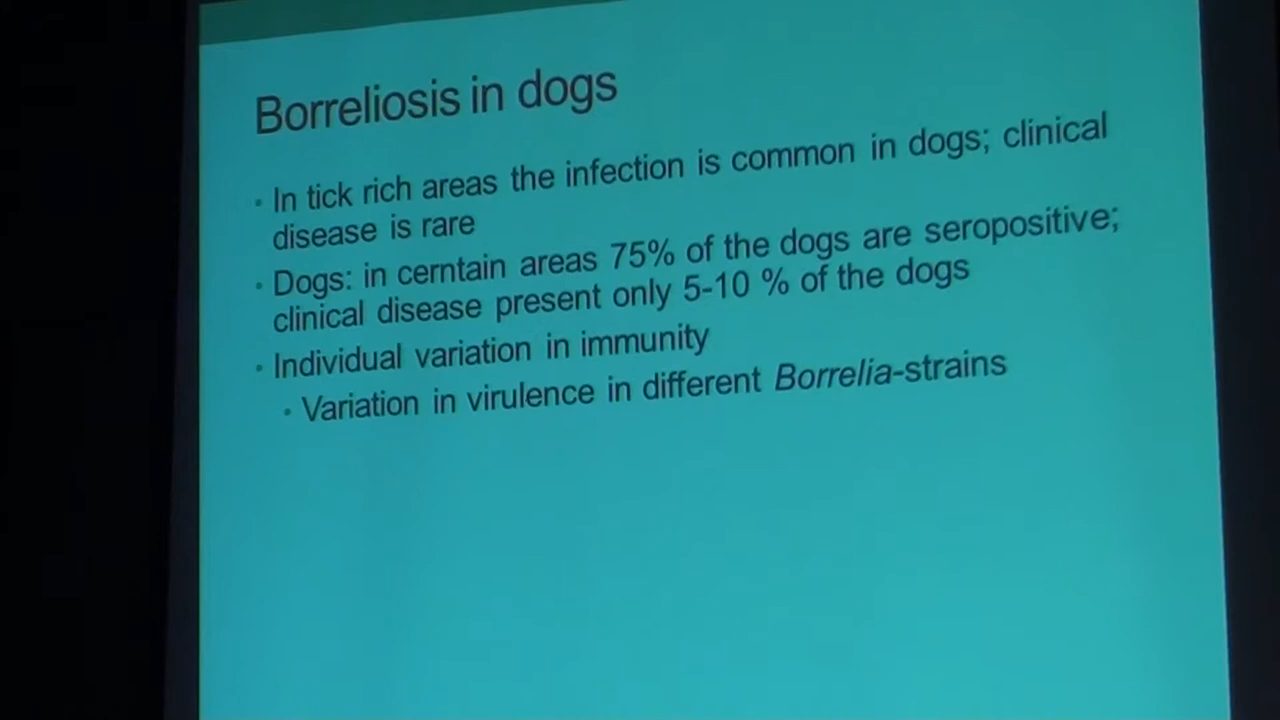 Borreliosis in dogs
• In tick rich areas the infection is common in dogs; clinical
disease is rare
• Dogs: in cerntain areas 75% of the dogs are seropositive;
clinical disease present only 5-10 % of the dogs
• Individual variation in immunity
• Variation in virulence in different Borrelia-strains